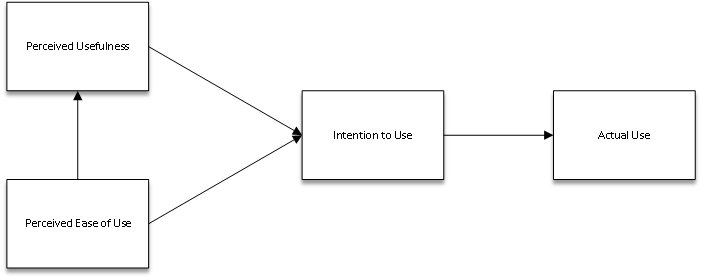 Perceived Usefulness
Intention to Use
Actual Use
Perceived Ease of Use